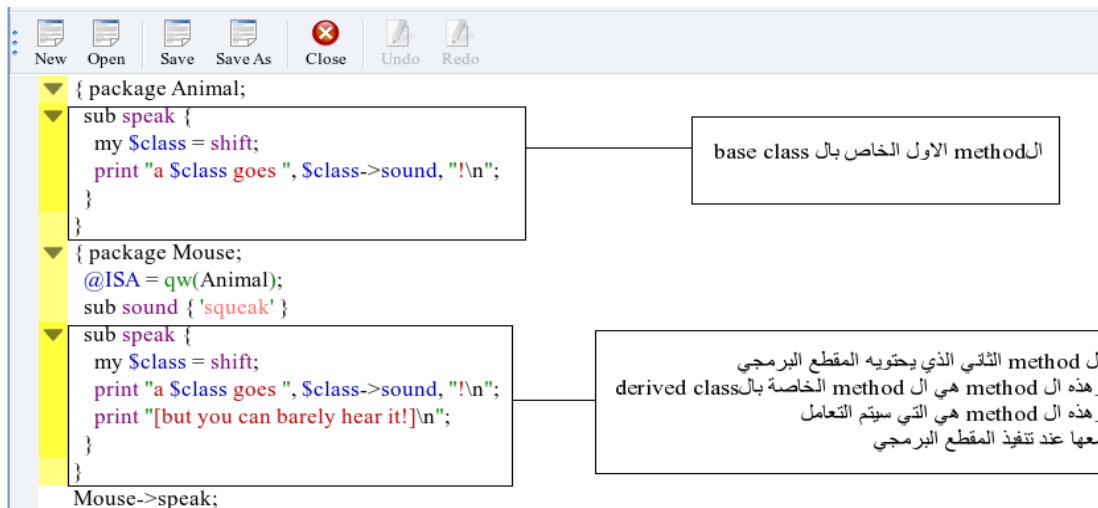 New Open Save Save As Close Undo Redo
{ package Animal;
sub speak {
my $class = shift;
print "a $class goes ", $class->sound, "!\n";
}
}
الmethod الاول الخاص بال base class
{ package Mouse;
@ISA = qw(Animal);
sub sound { 'squeak' }
sub speak {
my $class = shift;
print "a $class goes ", $class->sound, "!\n";
print "[but you can barely hear it!]\n";
}
}
method الثاني الذي يحتويه المقطع البرمجي
وهذه ال method هي ال method الخاصة بالderived class
وهذه ال method هي التي سيتم التعامل
معها عند تنفيذ المقطع البرمجي
Mouse->speak;